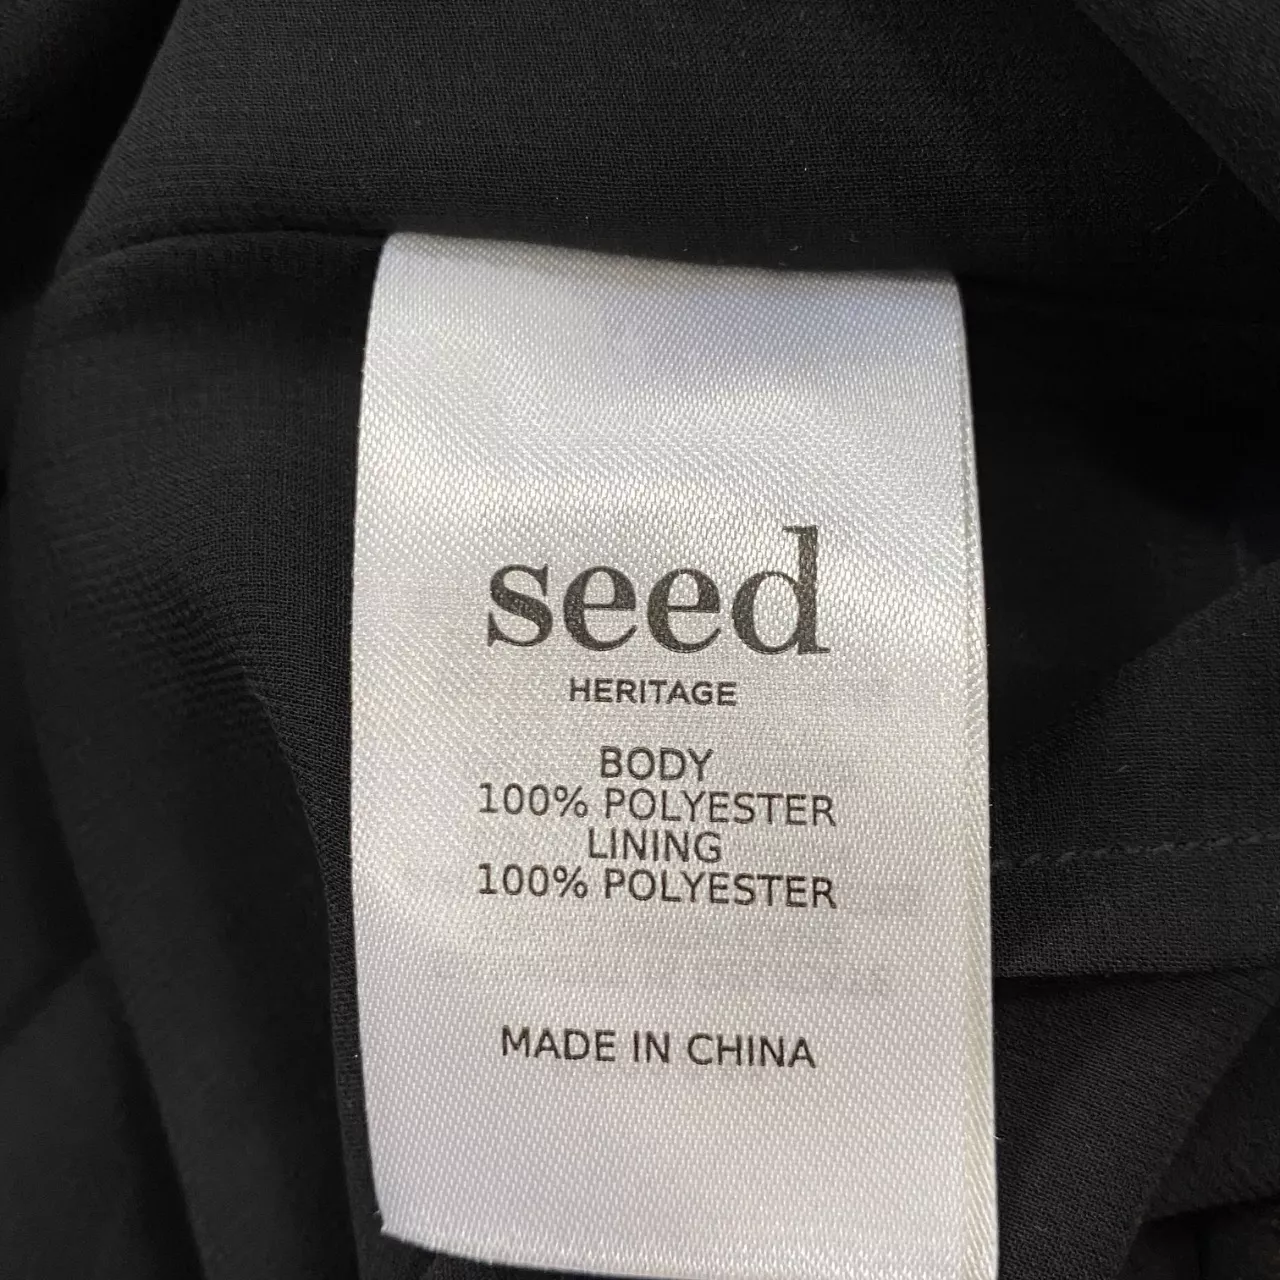 seed
HERITAGE
BODY
100% POLYESTER
LINING
100% POLYESTER
MADE IN CHINA